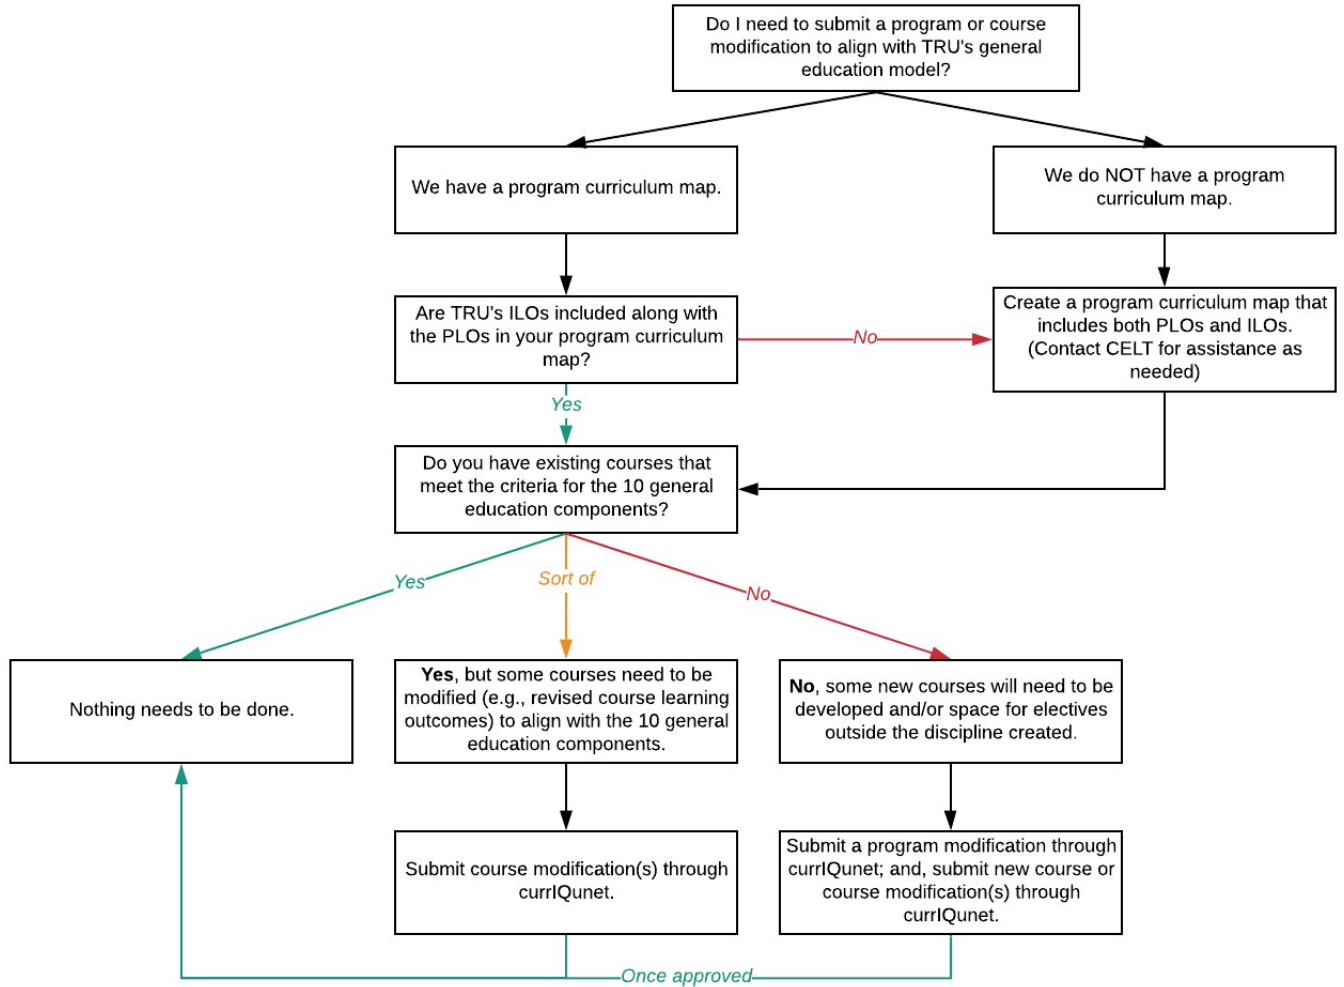 Do I need to submit a program or course
modification to align with TRU's general
education model?
We have a program curriculum map.
We do NOT have a program
curriculum map.
Are TRU's ILOs included along with
the PLOs in your program curriculum
map?
No
Create a program curriculum map that
includes both PLOs and ILOs.
(Contact CELT for assistance as
needed)
Yes
Do you have existing courses that
meet the criteria for the 10 general
education components?
Yes
Sort of
No
Nothing needs to be done.
Yes, but some courses need to be
modified (e.g., revised course learning
outcomes) to align with the 10 general
education components.
No, some new courses will need to be
developed and/or space for electives
outside the discipline created.
Submit course modification(s) through
currIQunet.
Submit a program modification through
currIQunet; and, submit new course or
course modification(s) through
currIQunet.
Once approved